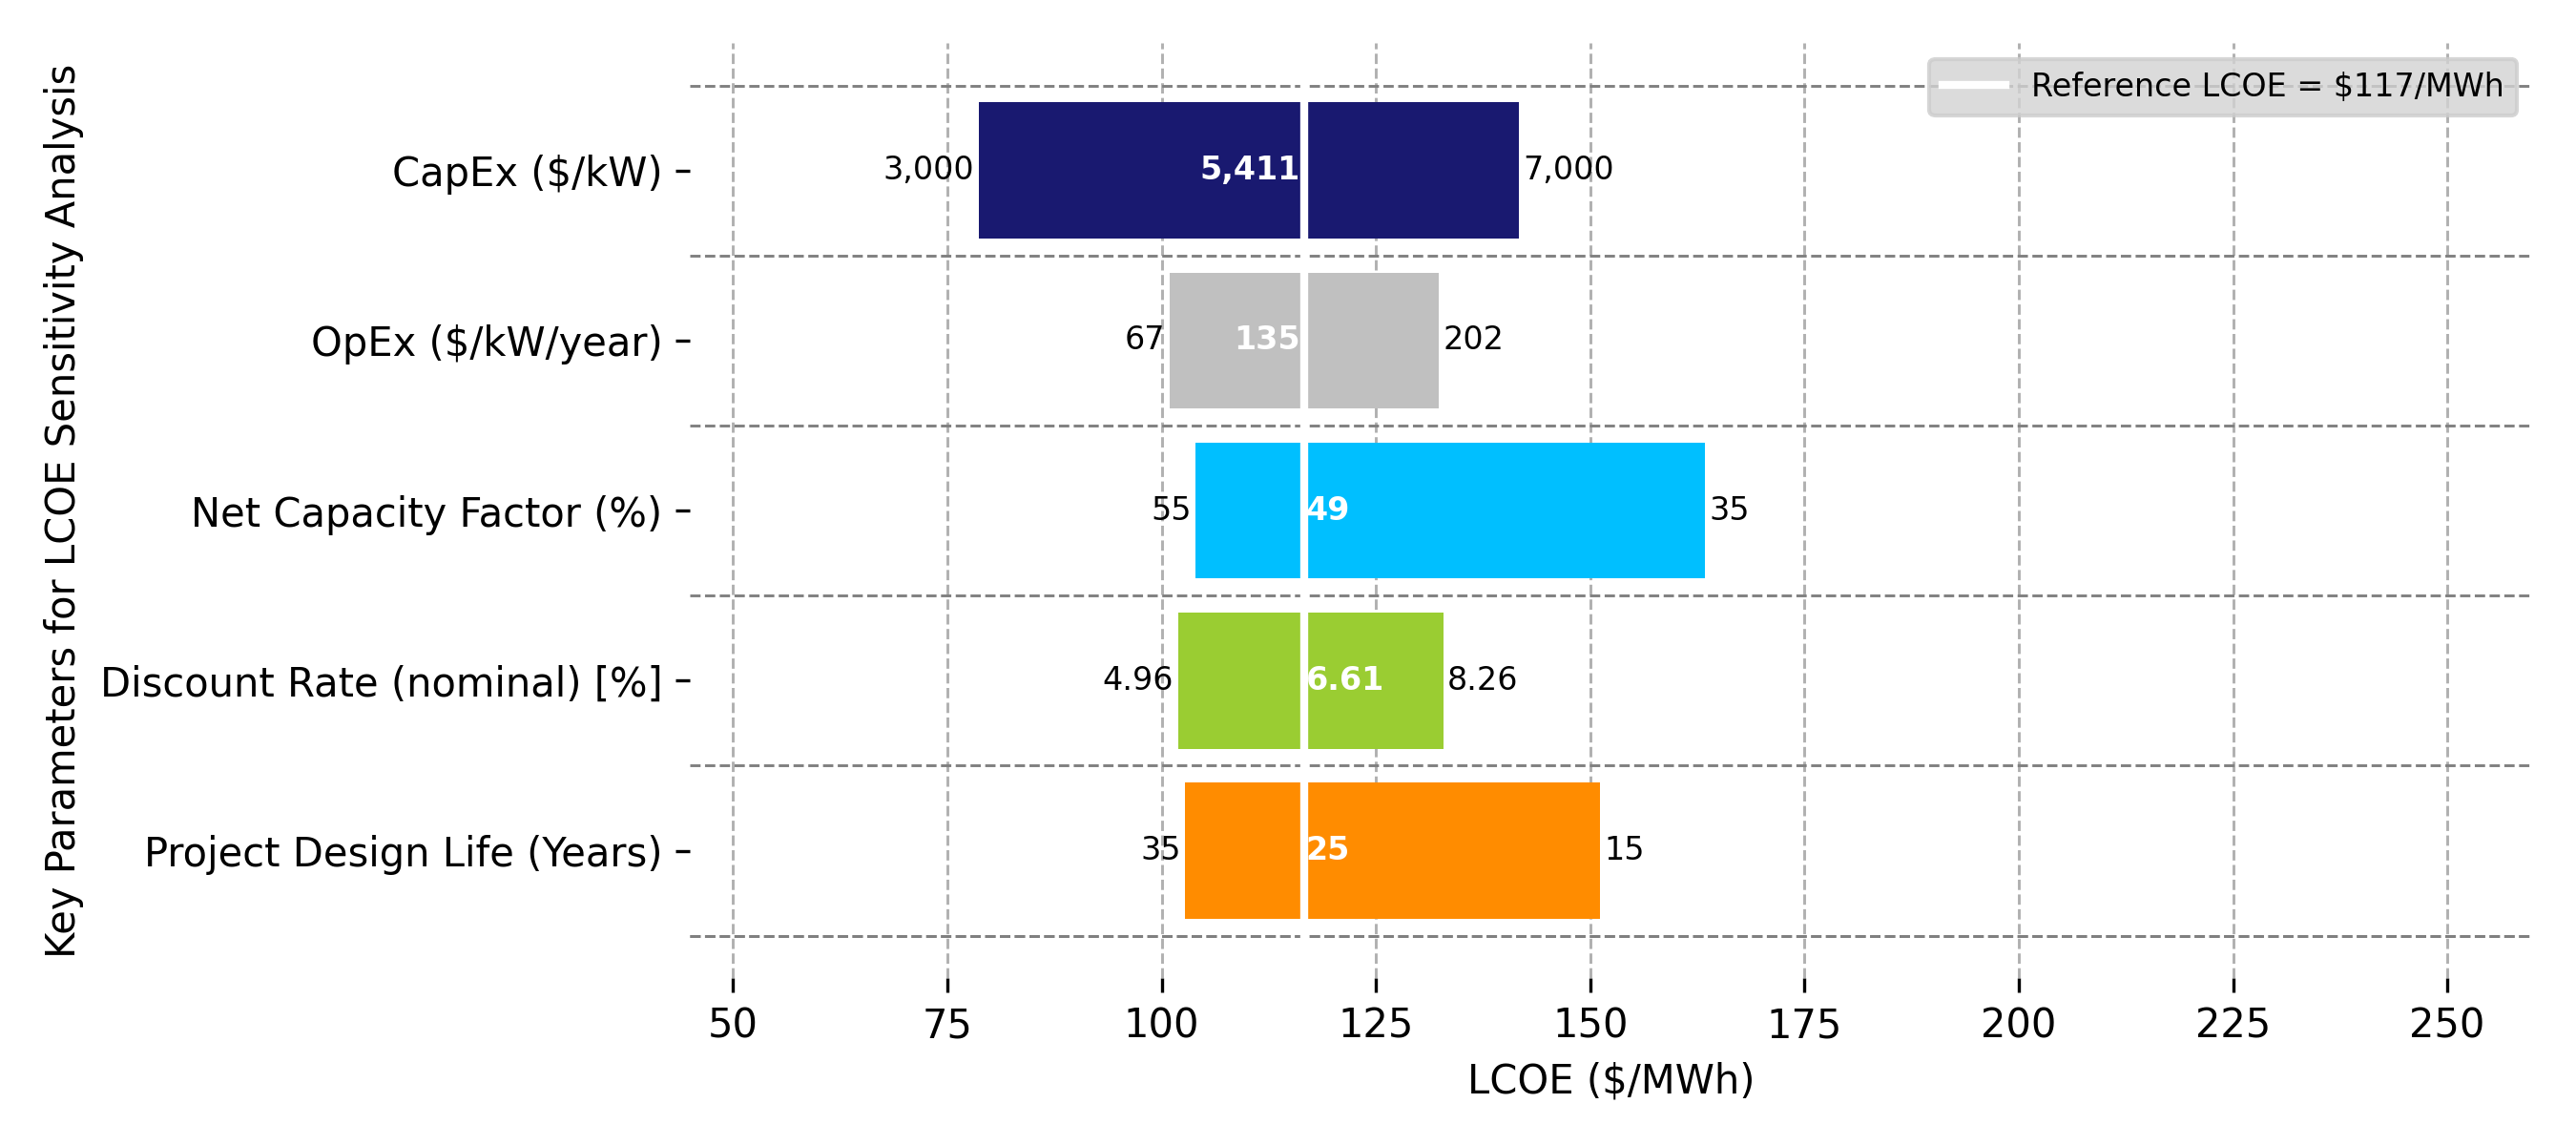 Key Parameters for LCOE Sensitivity Analysis
Reference LCOE = $117/MWh
CapEx ($/kW)
3,000
5,411
7,000
OpEx ($/kW/year)
67
135
202
Net Capacity Factor (%)
55
49
35
Discount Rate (nominal) [%]
4.96
6.61
8.26
Project Design Life (Years)
35
25
15
50 75 100 125 150 175 200 225 250
LCOE ($/MWh)